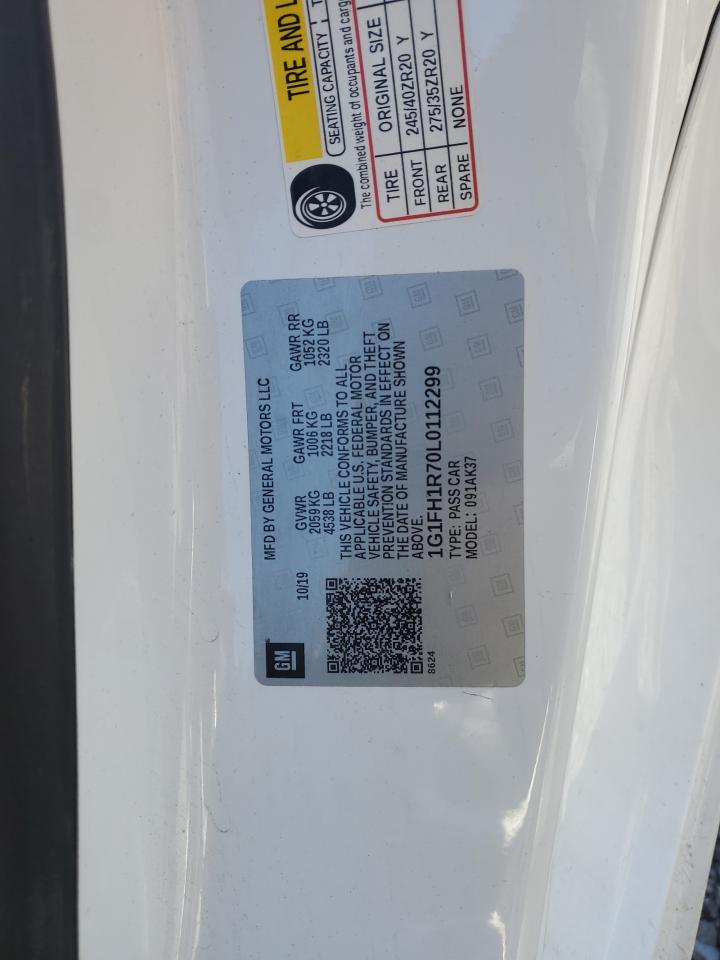 MFD BY GENERAL MOTORS LLC
10/19
GVWR GAWR FRT GAWR RR
2059 KG 1006 KG 1052 KG
4538 LB 2218 LB 2320 LB
THIS VEHICLE CONFORMS TO ALL
APPLICABLE U.S. FEDERAL MOTOR
VEHICLE SAFETY, BUMPER, AND THEFT
PREVENTION STANDARDS IN EFFECT ON
THE DATE OF MANUFACTURE SHOWN
ABOVE.
1G1FH1R70L0112299
TYPE: PASS CAR
MODEL: 091AK37
GM
8624
TIRE AND L
SEATING CAPACITY
The combined weight of occupants and carg
TIRE ORIGINAL SIZE
FRONT 245/40ZR20 Y
REAR 275/35ZR20 Y
SPARE NONE